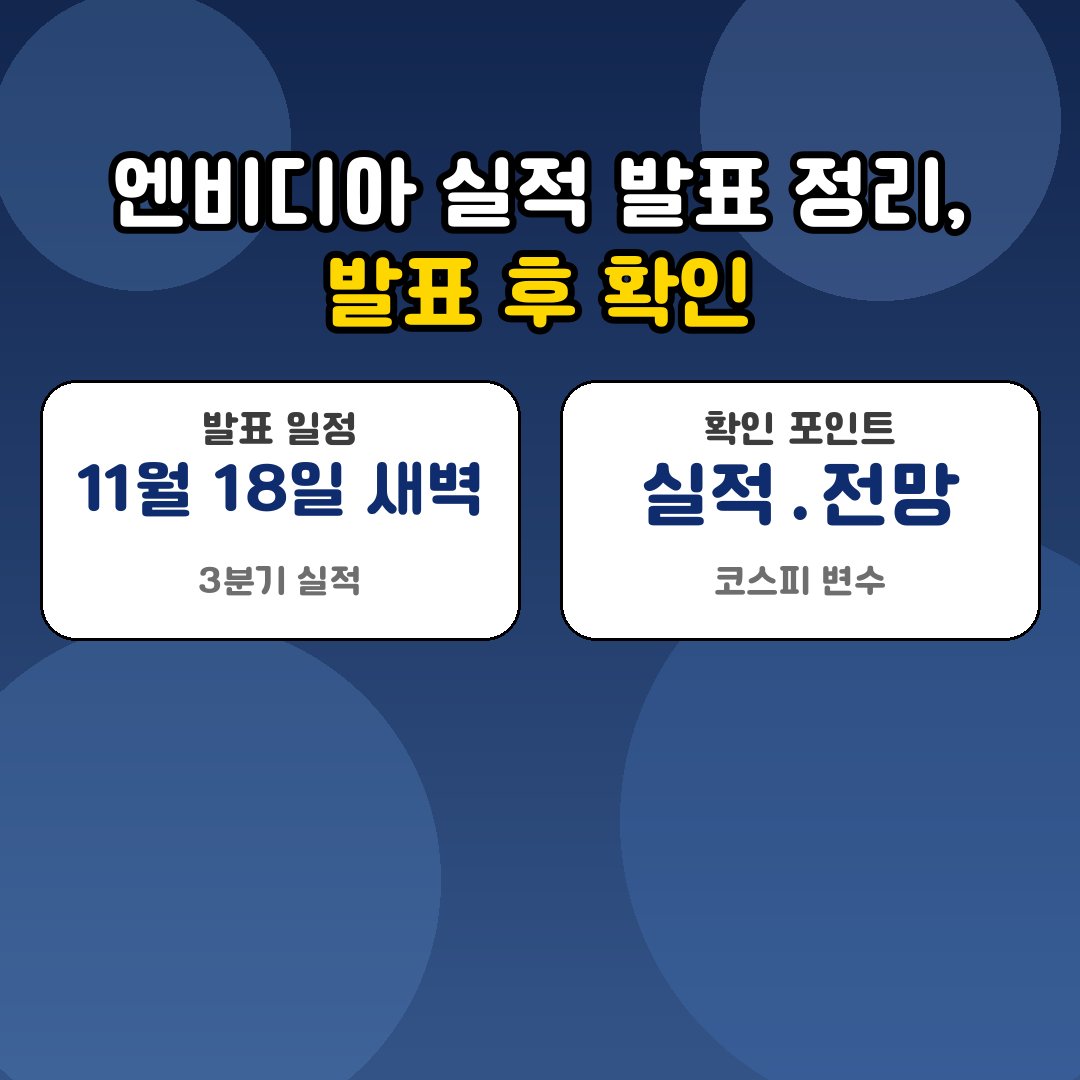 엔비디아 실적 발표 정리,
발표 후 확인
발표 일정
11월 18일 새벽
3분기 실적
확인 포인트
실적.전망
코스피 변수